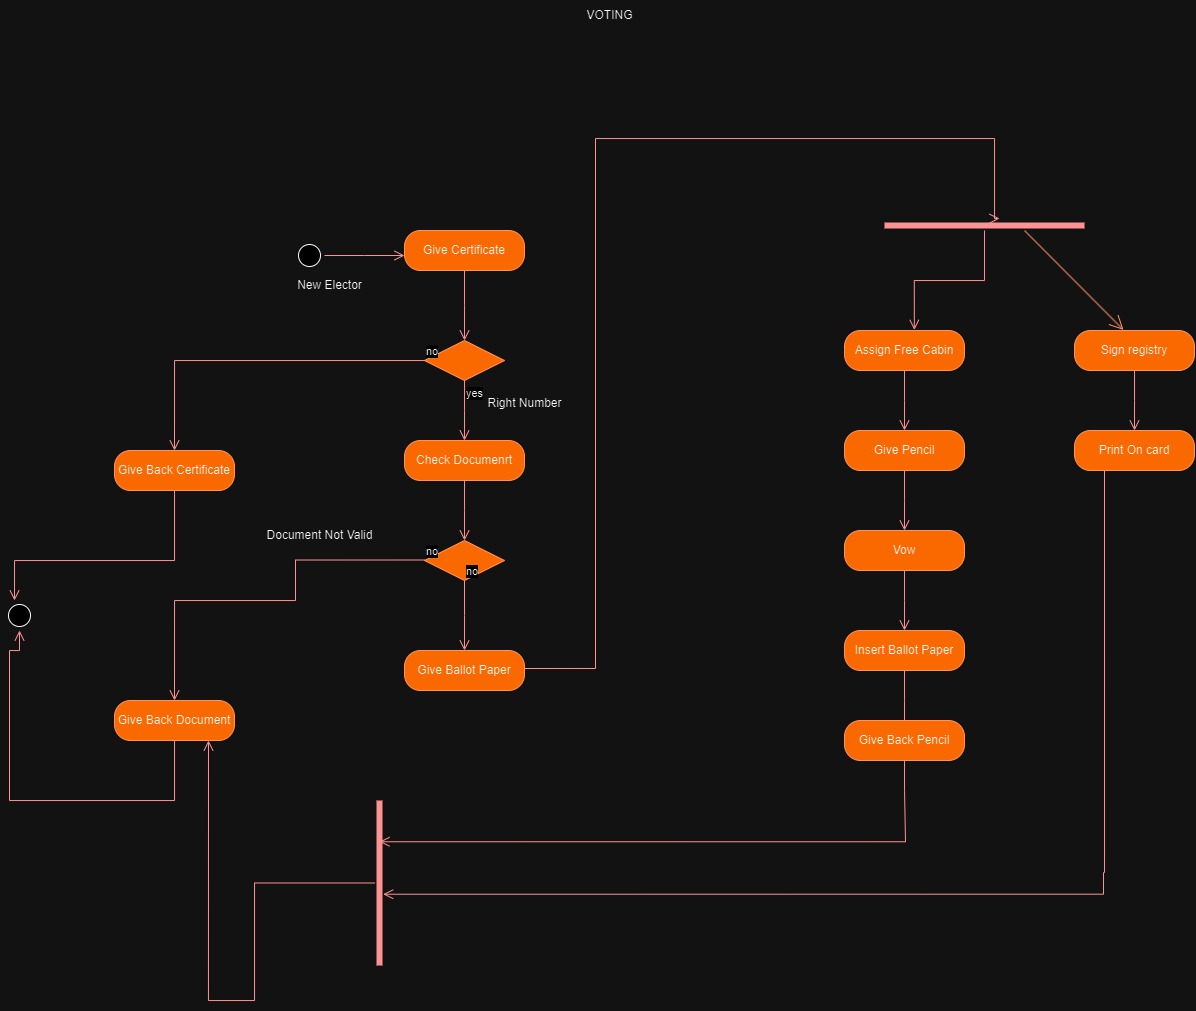 VOTING
Give Certificate
New Elector
no
yes
Right Number
Check Documenrt
Give Back Certificate
Document Not Valid
no
no
Give Ballot Paper
Give Back Document
Assign Free Cabin
Sign registry
Give Pencil
Print On card
Vow
Insert Ballot Paper
Give Back Pencil